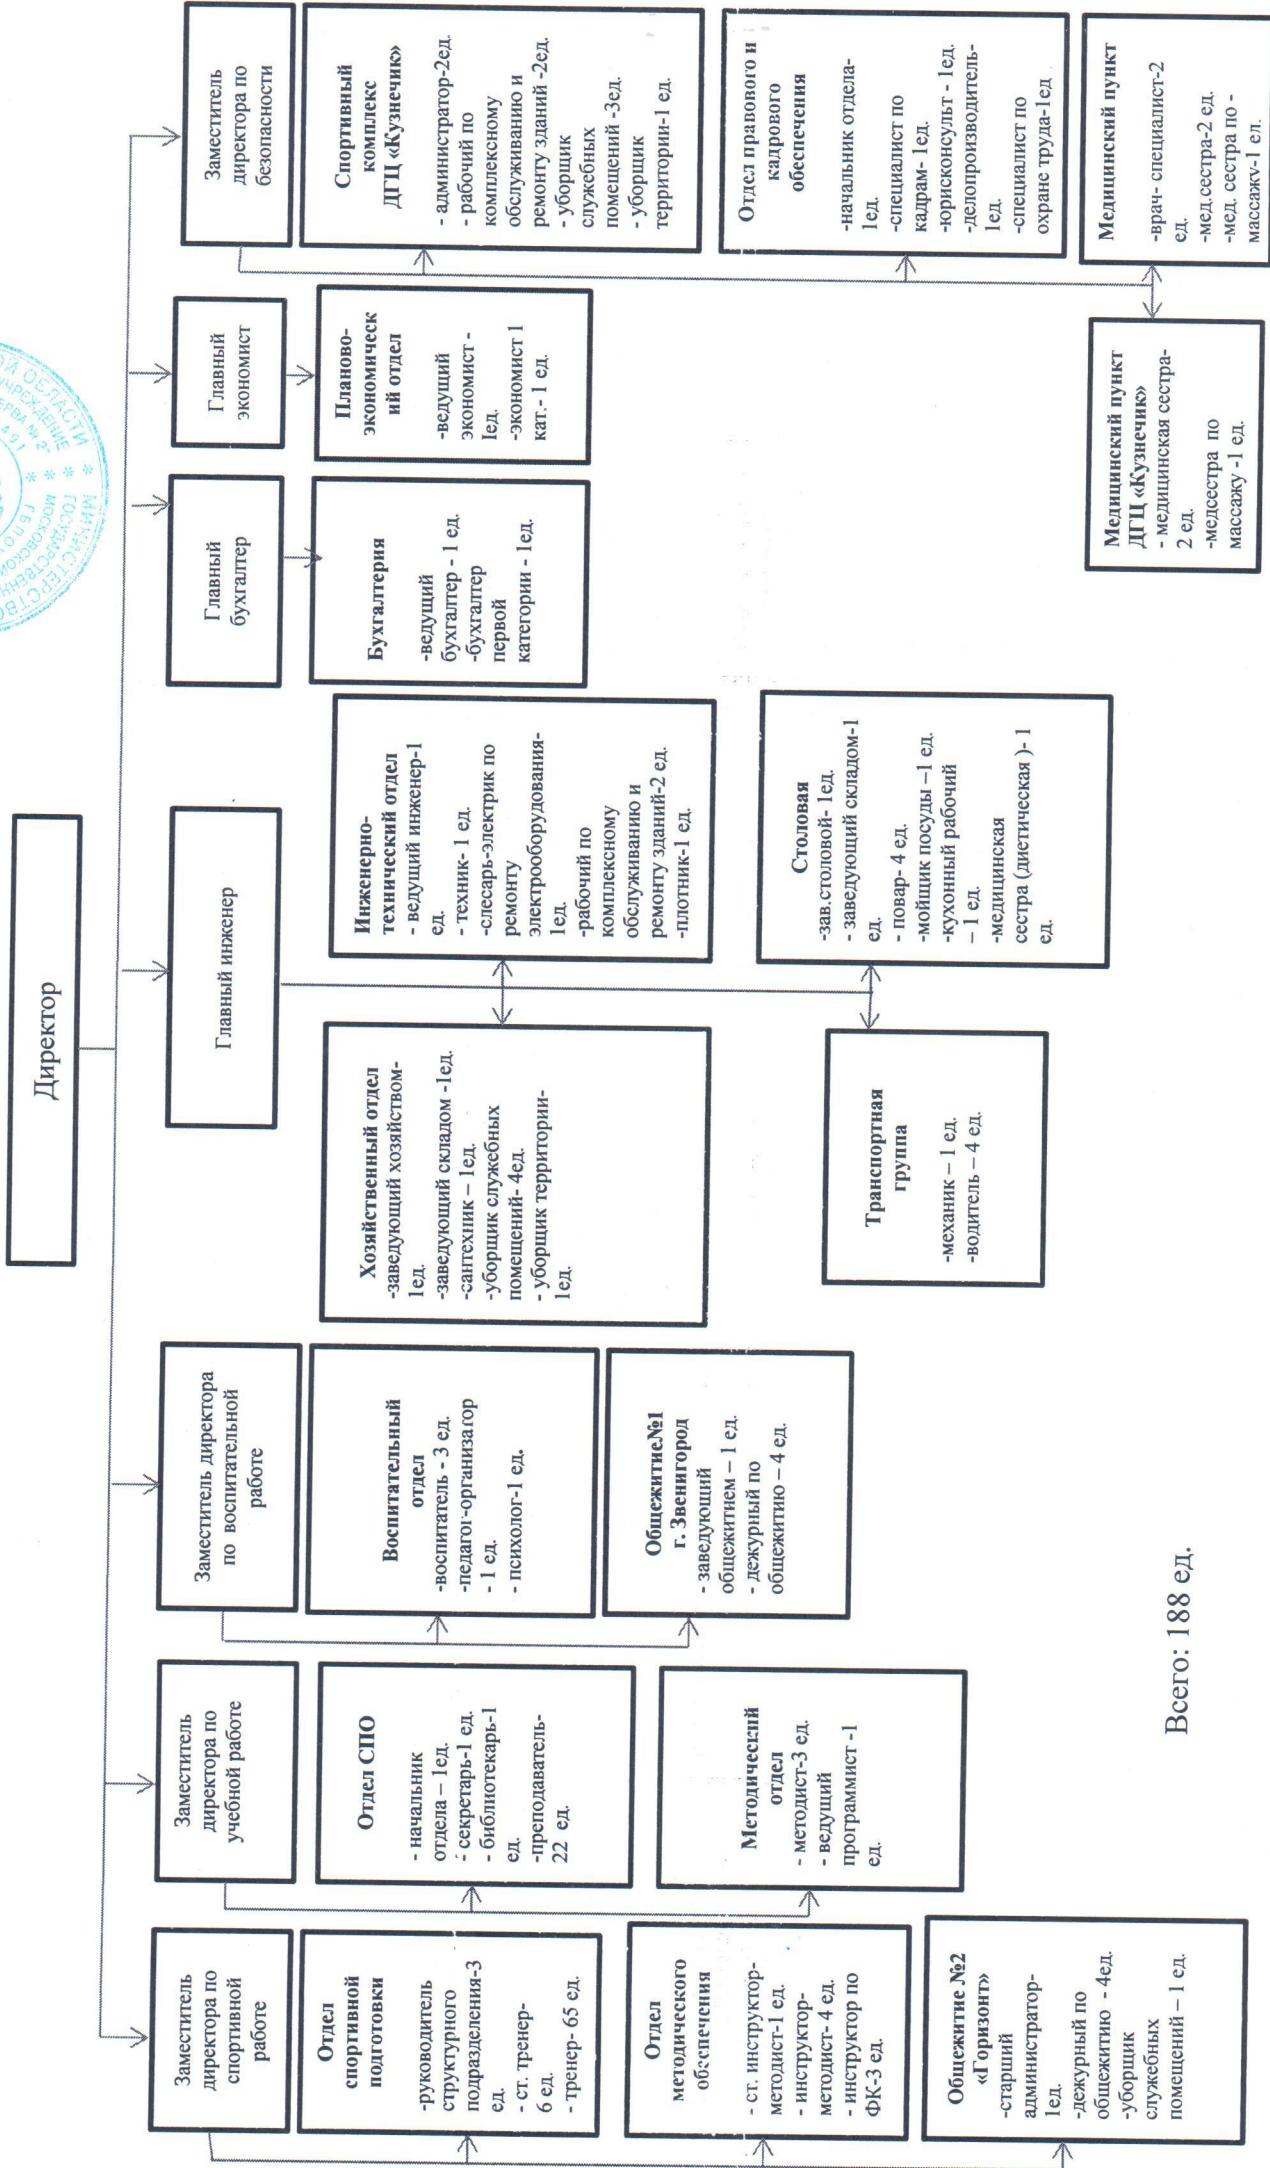 Директор
Заместитель
директора по
спортивной
работе
Отдел
спортивной
подготовки
-руководитель
структурного
подразделения-3
ед.
- ст. тренер-
6 ед.
- тренер- 65 ед.
Отдел
методического
обеспечения
- ст. инструктор-
методист-1 ед.
- инструктор-
методист- 4 ед.
- инструктор по
ФК-3 ед.
Общежитие №2
«Горизонт»
-старший
администратор-
1ед.
-дежурный по
общежитию - 4ед.
-уборщик
служебных
помещений – 1 ед.
Заместитель
директора по
учебной работе
Отдел СПО
- начальник
отдела – 1ед.
- секретарь-1 ед.
- библиотекарь-1
ед.
-преподаватель-
22 ед.
Методический
отдел
- методист-3 ед.
- ведущий
программист -1
ед.
Заместитель директора
по воспитательной
работе
Воспитательный
отдел
-воспитатель - 3 ед.
-педагог-организатор
- 1 ед.
- психолог-1 ед.
Общежитие№1
г. Звенигород
- заведующий
общежитием – 1 ед.
- дежурный по
общежитию – 4 ед.
Главный инженер
Хозяйственный отдел
-заведующий хозяйством-
1ед.
-заведующий складом -1ед.
-сантехник – 1ед.
-уборщик служебных
помещений- 4ед.
- уборщик территории-
1ед.
Инженерно-
технический отдел
- ведущий инженер-1
ед.
- техник- 1 ед.
-слесарь-электрик по
ремонту
электрооборудования-
1ед.
-рабочий по
комплексному
обслуживанию и
ремонту зданий-2 ед.
-плотник-1 ед.
Транспортная
группа
-механик – 1 ед.
-водитель – 4 ед.
Столовая
-зав.столовой- 1ед.
- заведующий складом-1
ед.
- повар- 4 ед.
-мойщик посуды –1 ед.
-кухонный рабочий
– 1 ед.
-медицинская
сестра (диетическая )- 1
ед.
Главный
бухгалтер
Бухгалтерия
-ведущий
бухгалтер - 1 ед.
-бухгалтер
первой
категории - 1ед.
Главный
экономист
Планово-
экономическ
ий отдел
-ведущий
экономист -
1ед.
-экономист 1
кат.- 1 ед.
Заместитель
директора по
безопасности
Спортивный
комплекс
ДГЦ «Кузнечик»
- администратор-2ед.
- рабочий по
комплексному
обслуживанию и
ремонту зданий -2ед.
- уборщик
служебных
помещений -3ед.
- уборщик
территории-1 ед.
Отдел правового и
кадрового
обеспечения
-начальник отдела-
1ед.
-специалист по
кадрам- 1ед.
-юрисконсульт - 1ед.
-делопроизводитель-
1ед.
-специалист по
охране труда-1ед
Медицинский пункт
-врач- специалист-2
ед.
-мед.сестра-2 ед.
-мед. сестра по -
массажу-1 ел.
Медицинский пункт
ДГЦ «Кузнечик»
- медицинская сестра-
2 ед.
-медсестра по
массажу -1 ед.
Всего: 188 ед.
ОБЛАСТИ * МИНИСТЕРСТВО
УЧРЕЖДЕНИЕ * ГОСУДАРСТВЕНН